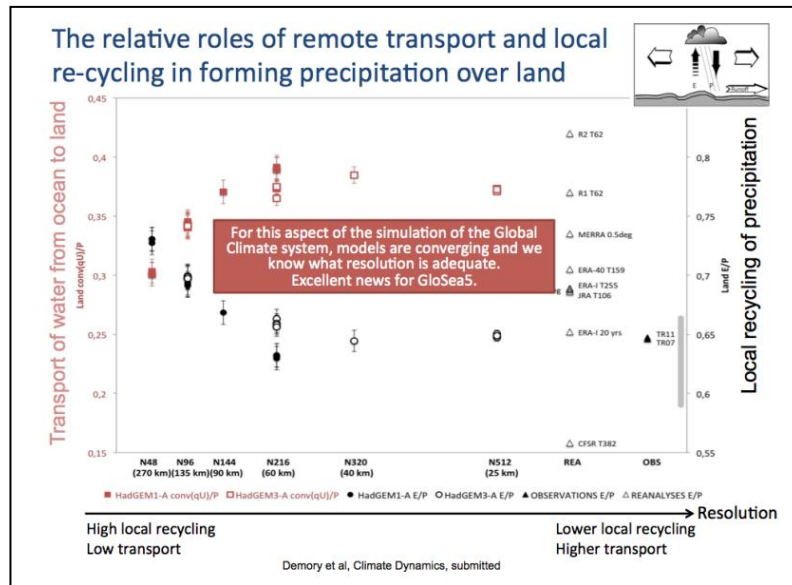 The relative roles of remote transport and local
re-cycling in forming precipitation over land
E
P
Runoff
Transport of water from ocean to land
Land conv(qU)/P
0,45
0,4
0,35
0,3
0,25
0,2
0,15
For this aspect of the simulation of the Global
Climate system, models are converging and we
know what resolution is adequate.
Excellent news for GloSea5.
R2 T62
R1 T62
MERRA 0.5deg
ERA-40 T159
ERA-I T255
JRA T106
ERA-I 20 yrs
CFSR T382
TR11
TR07
0,8
0,75
0,7
0,65
0,6
0,55
Land E/P
Local recycling of precipitation
N48 N96 N144 N216 N320 N512 REA OBS
(270 km) (135 km) (90 km) (60 km) (40 km) (25 km)
HadGEM1-A conv(qU)/P HadGEM3-A conv(qU)/P HadGEM1-A E/P HadGEM3-A E/P OBSERVATIONS E/P REANALYSES E/P
Resolution
High local recycling Lower local recycling
Low transport Higher transport
Demory et al, Climate Dynamics, submitted